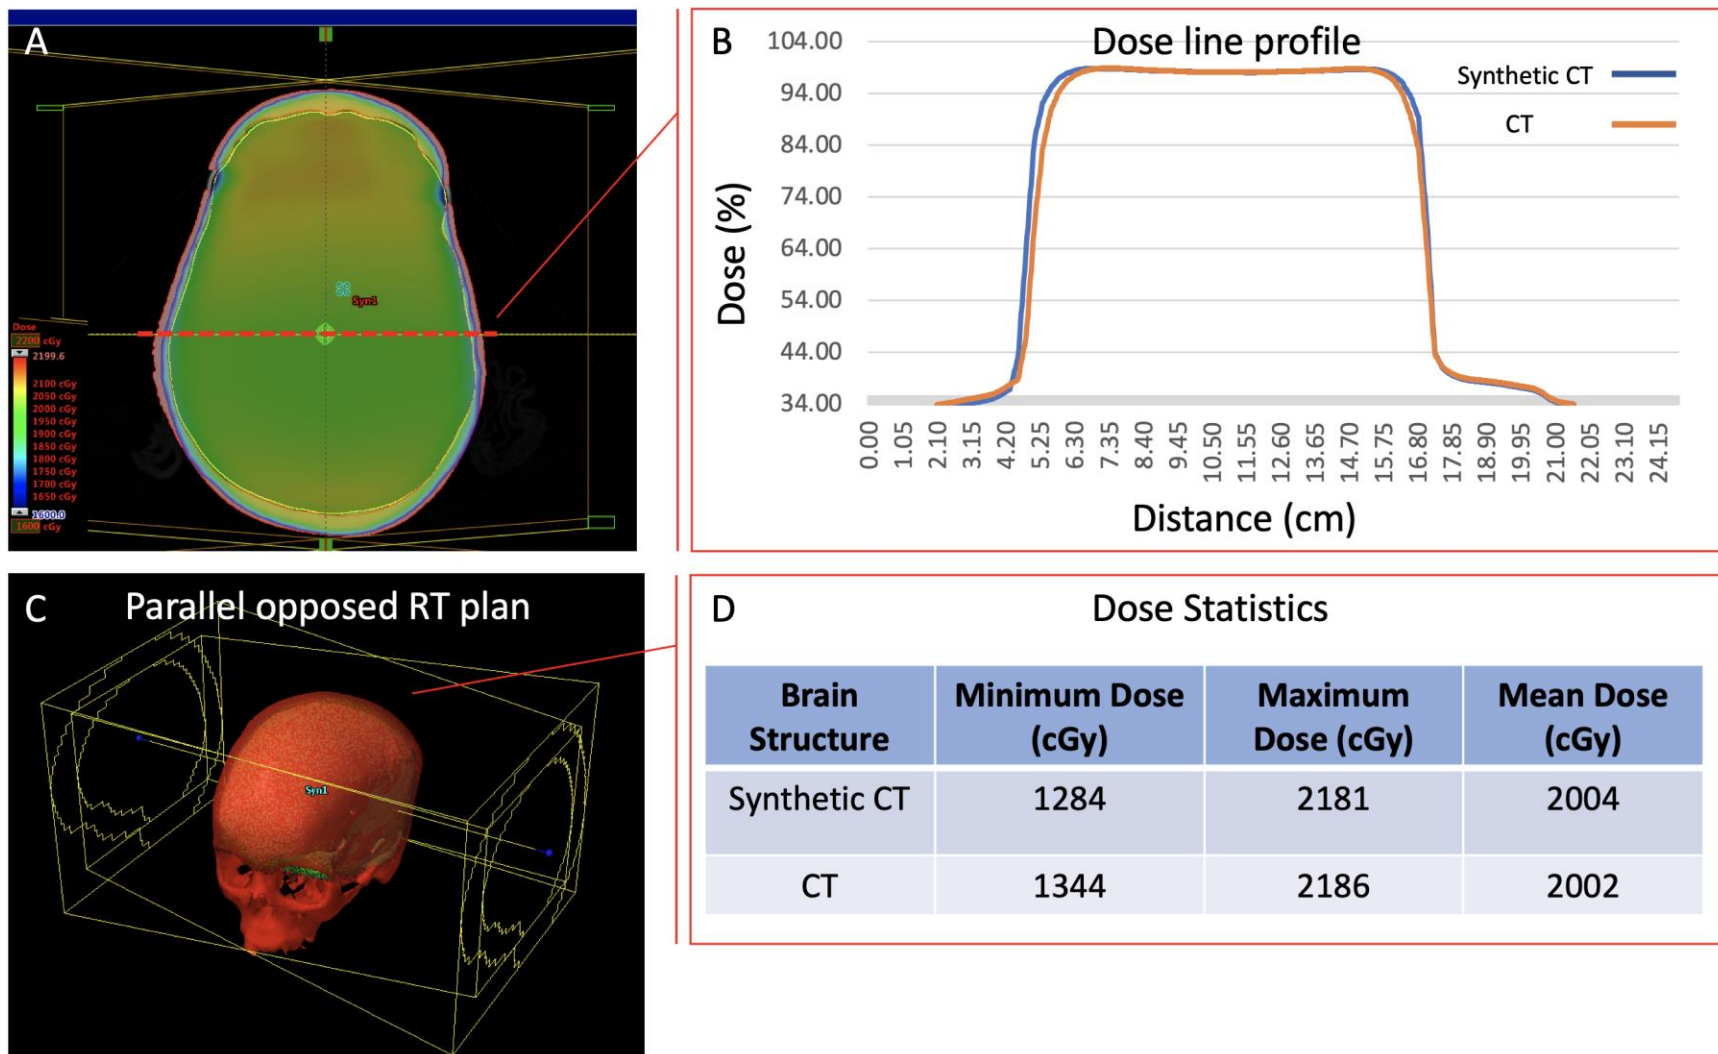 A
Syn1
Dose
2200 cGy
2199.6
2100 cGy
2050 cGy
2000 cGy
1950 cGy
1900 cGy
1850 cGy
1800 cGy
1750 cGy
1700 cGy
1650 cGy
1600.0
1600 cGy
B
Dose line profile
104.00
94.00
84.00
74.00
64.00
54.00
44.00
34.00
Dose (%)
Synthetic CT
CT
0.00
1.05
2.10
3.15
4.20
5.25
6.30
7.35
8.40
9.45
10.50
11.55
12.60
13.65
14.70
15.75
16.80
17.85
18.90
19.95
21.00
22.05
23.10
24.15
Distance (cm)
C
Parallel opposed RT plan
Syn1
D
Dose Statistics
Brain Structure Minimum Dose (cGy) Maximum Dose (cGy) Mean Dose (cGy)
Synthetic CT 1284 2181 2004
CT 1344 2186 2002